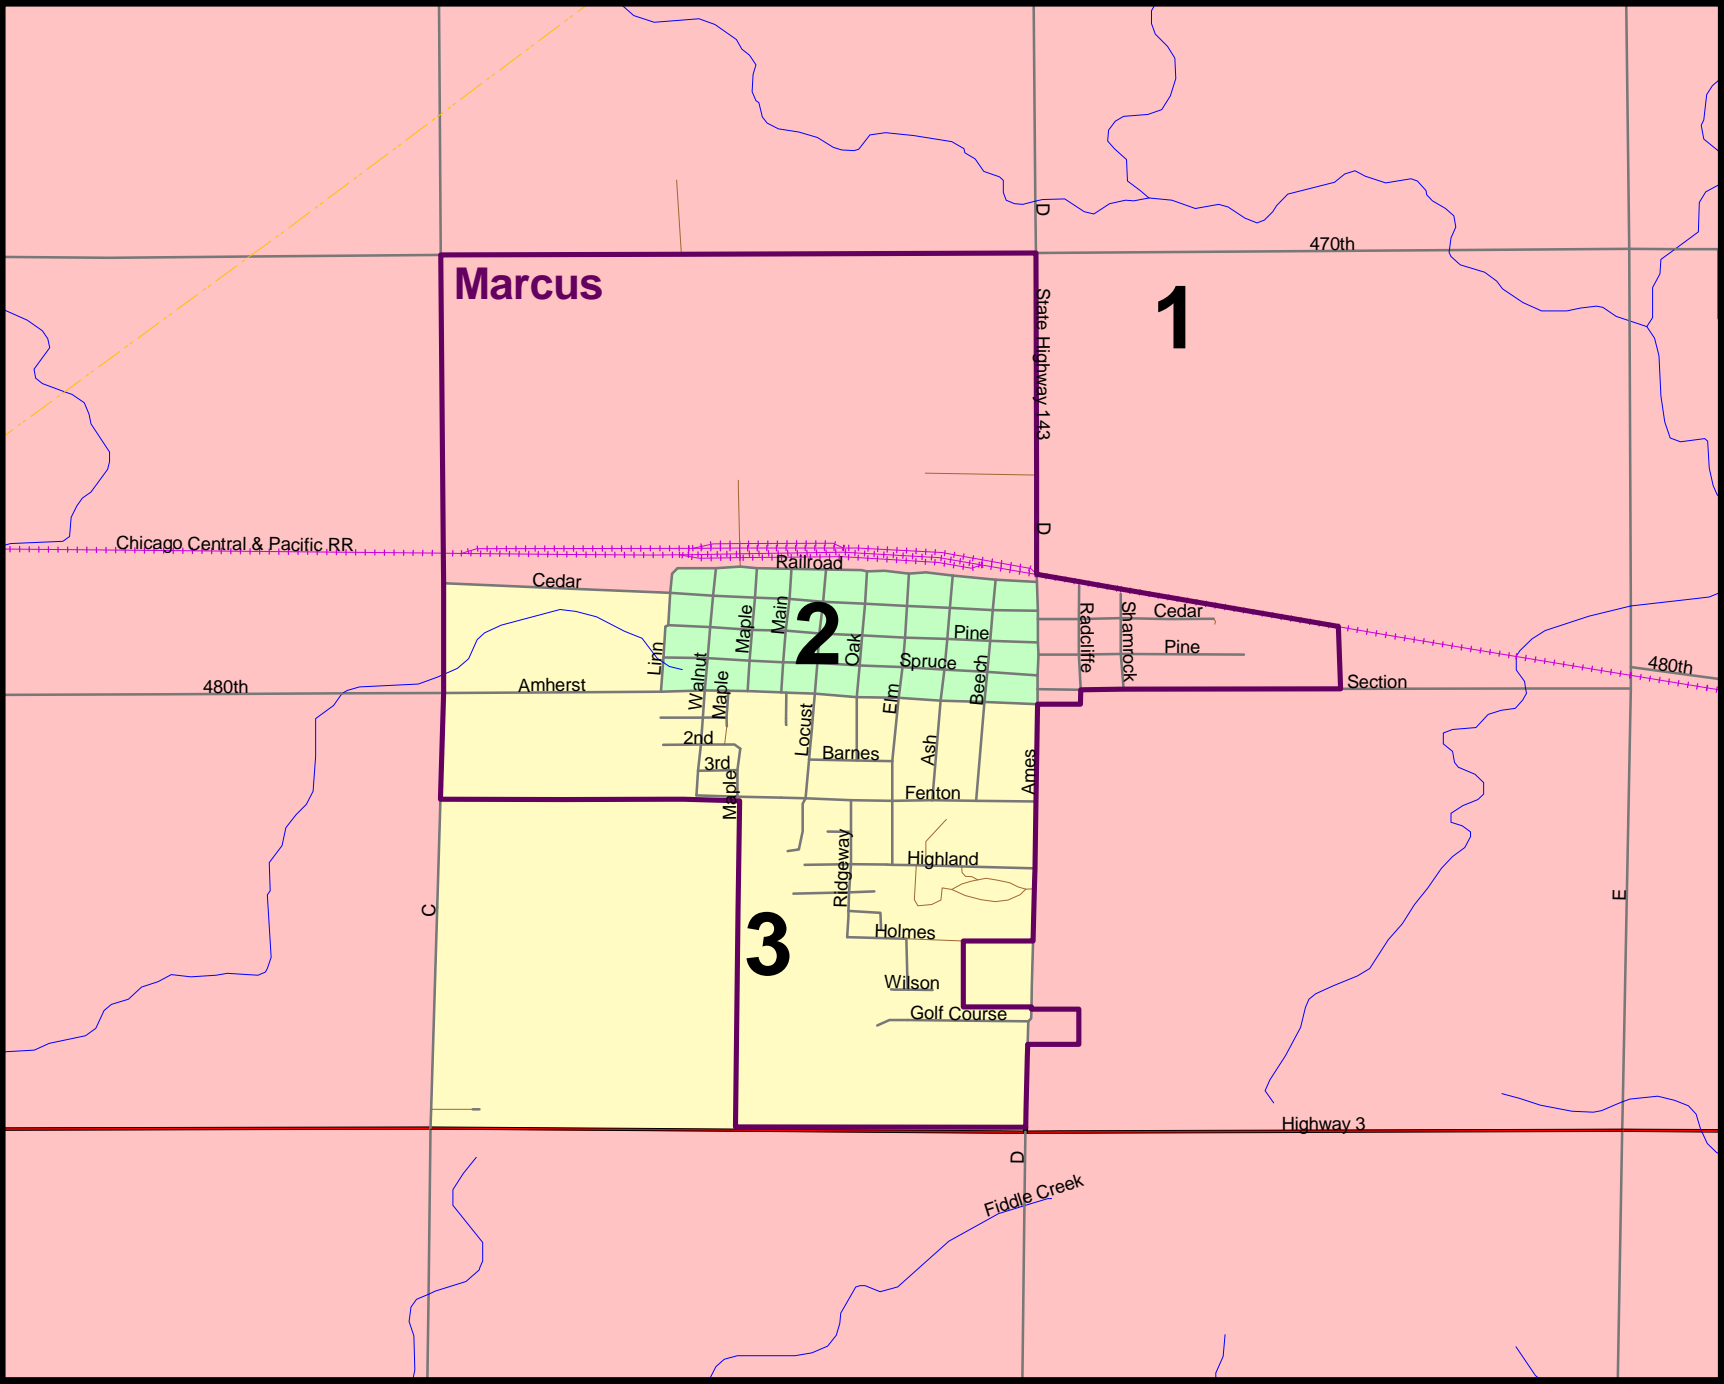 D
470th
Marcus
1
State Highway 143
D
Chicago Central & Pacific RR
Railroad
Cedar
Cedar
Radcliffe
Shamrock
2
Maple
Main
Oak
Pine
Pine
Linn
Walnut
Spruce
Beech
480th
480th
Amherst
Maple
Elm
Section
2nd
Locust
Barnes
Ash
Ames
3rd
Maple
Fenton
Highland
Ridgeway
C
E
3
Holmes
Wilson
Golf Course
Highway 3
D
Fiddle Creek